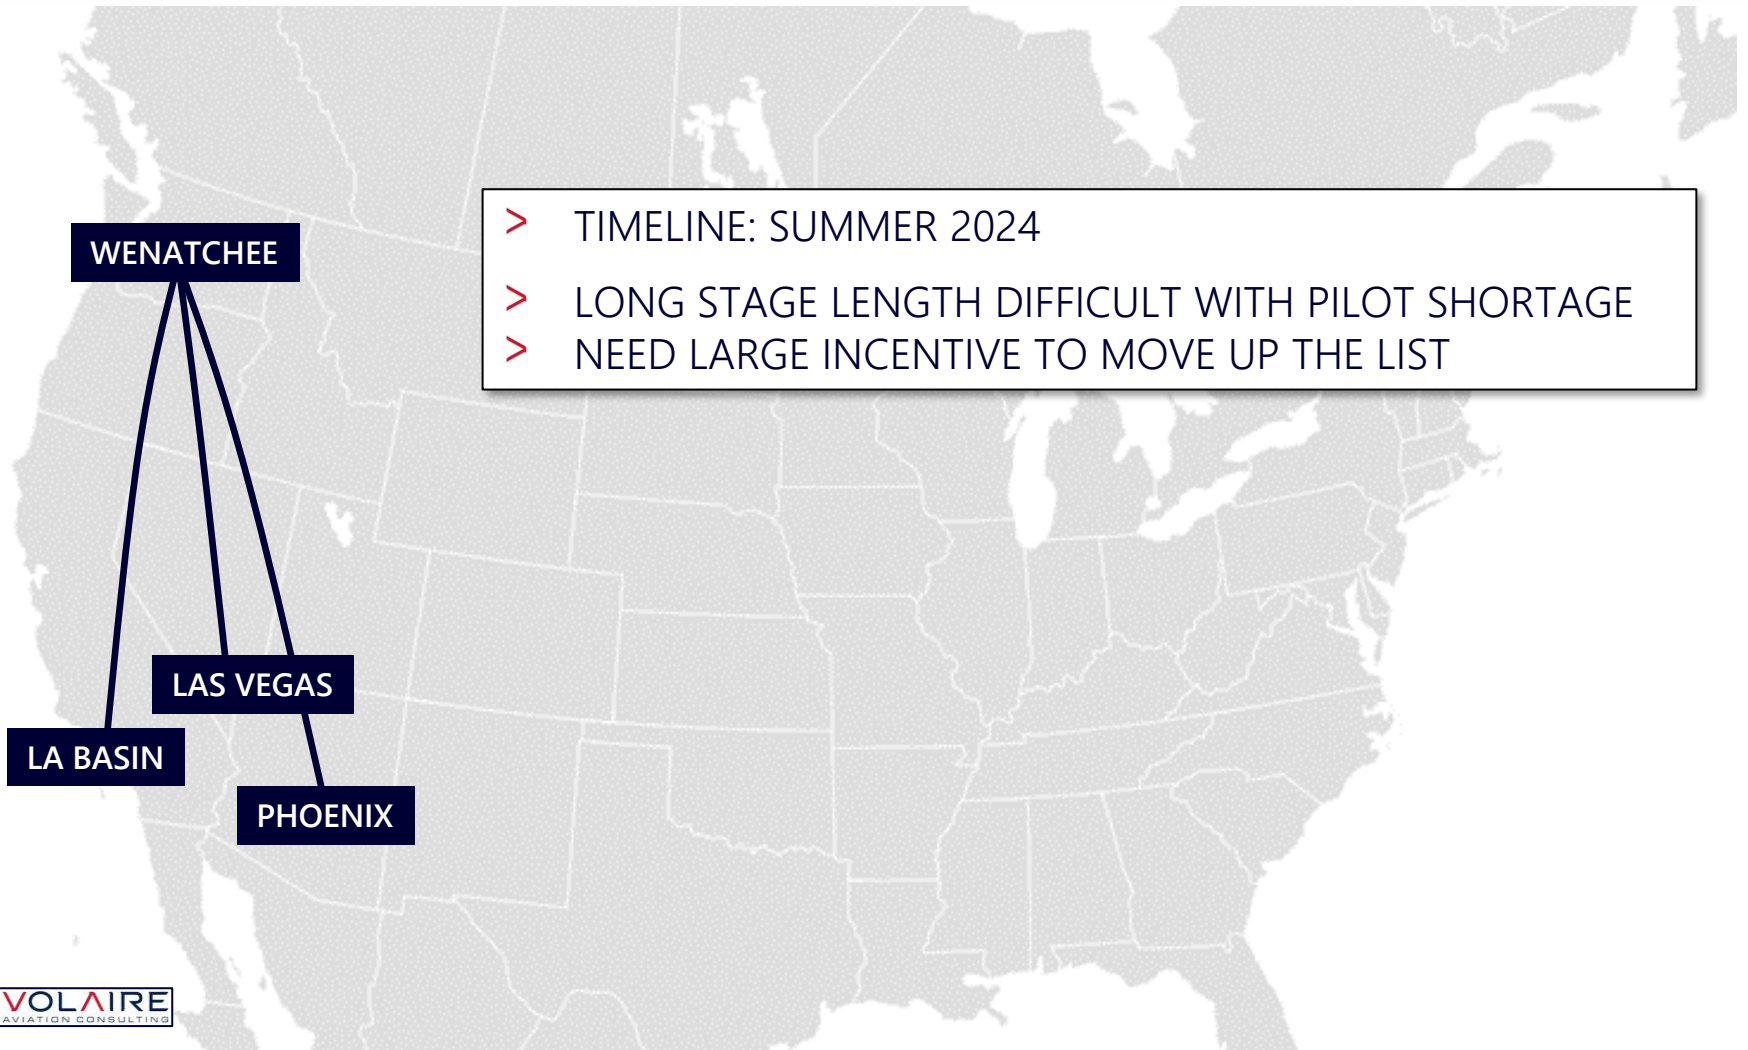 WENATCHEE
> TIMELINE: SUMMER 2024
> LONG STAGE LENGTH DIFFICULT WITH PILOT SHORTAGE
> NEED LARGE INCENTIVE TO MOVE UP THE LIST
LAS VEGAS
LA BASIN
PHOENIX
VOLAIRE
AVIATION CONSULTING